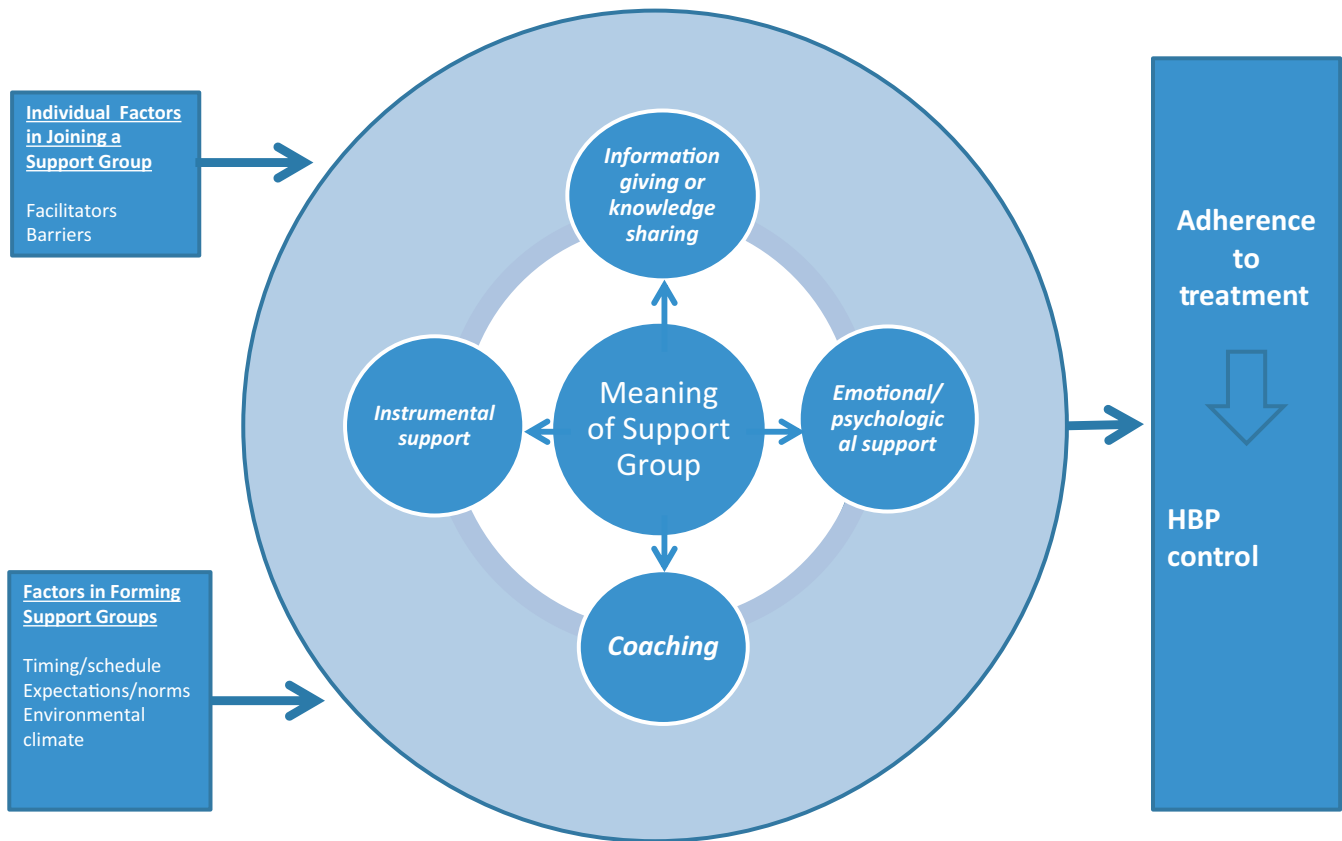 Individual Factors
in Joining a
Support Group
Facilitators
Barriers
Factors in Forming
Support Groups
Timing/schedule
Expectations/norms
Environmental
climate
Information
giving or
knowledge
sharing
Instrumental
support
Meaning
of Support
Group
Emotional/
psychologic
al support
Coaching
Adherence
to
treatment
HBP
control